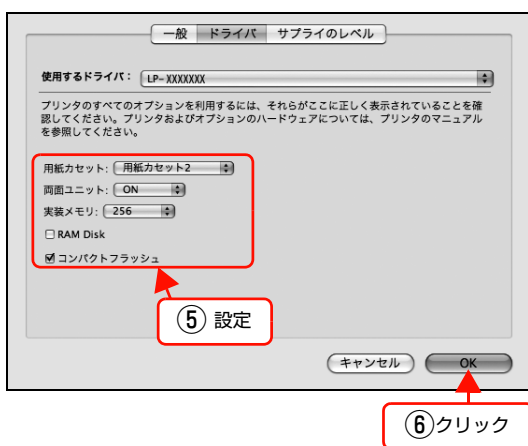 一般 ドライバ サプライのレベル
使用するドライバ： LP-XXXXXXX
プリンタのすべてのオプションを利用するには、それらがここに正しく表示されていることを確
認してください。プリンタおよびオプションのハードウェアについては、プリンタのマニュアル
を参照してください。
用紙カセット: 用紙カセット2
両面ユニット: ON
実装メモリ: 256
RAM Disk
コンパクトフラッシュ
⑤ 設定
キャンセル OK
⑥クリック